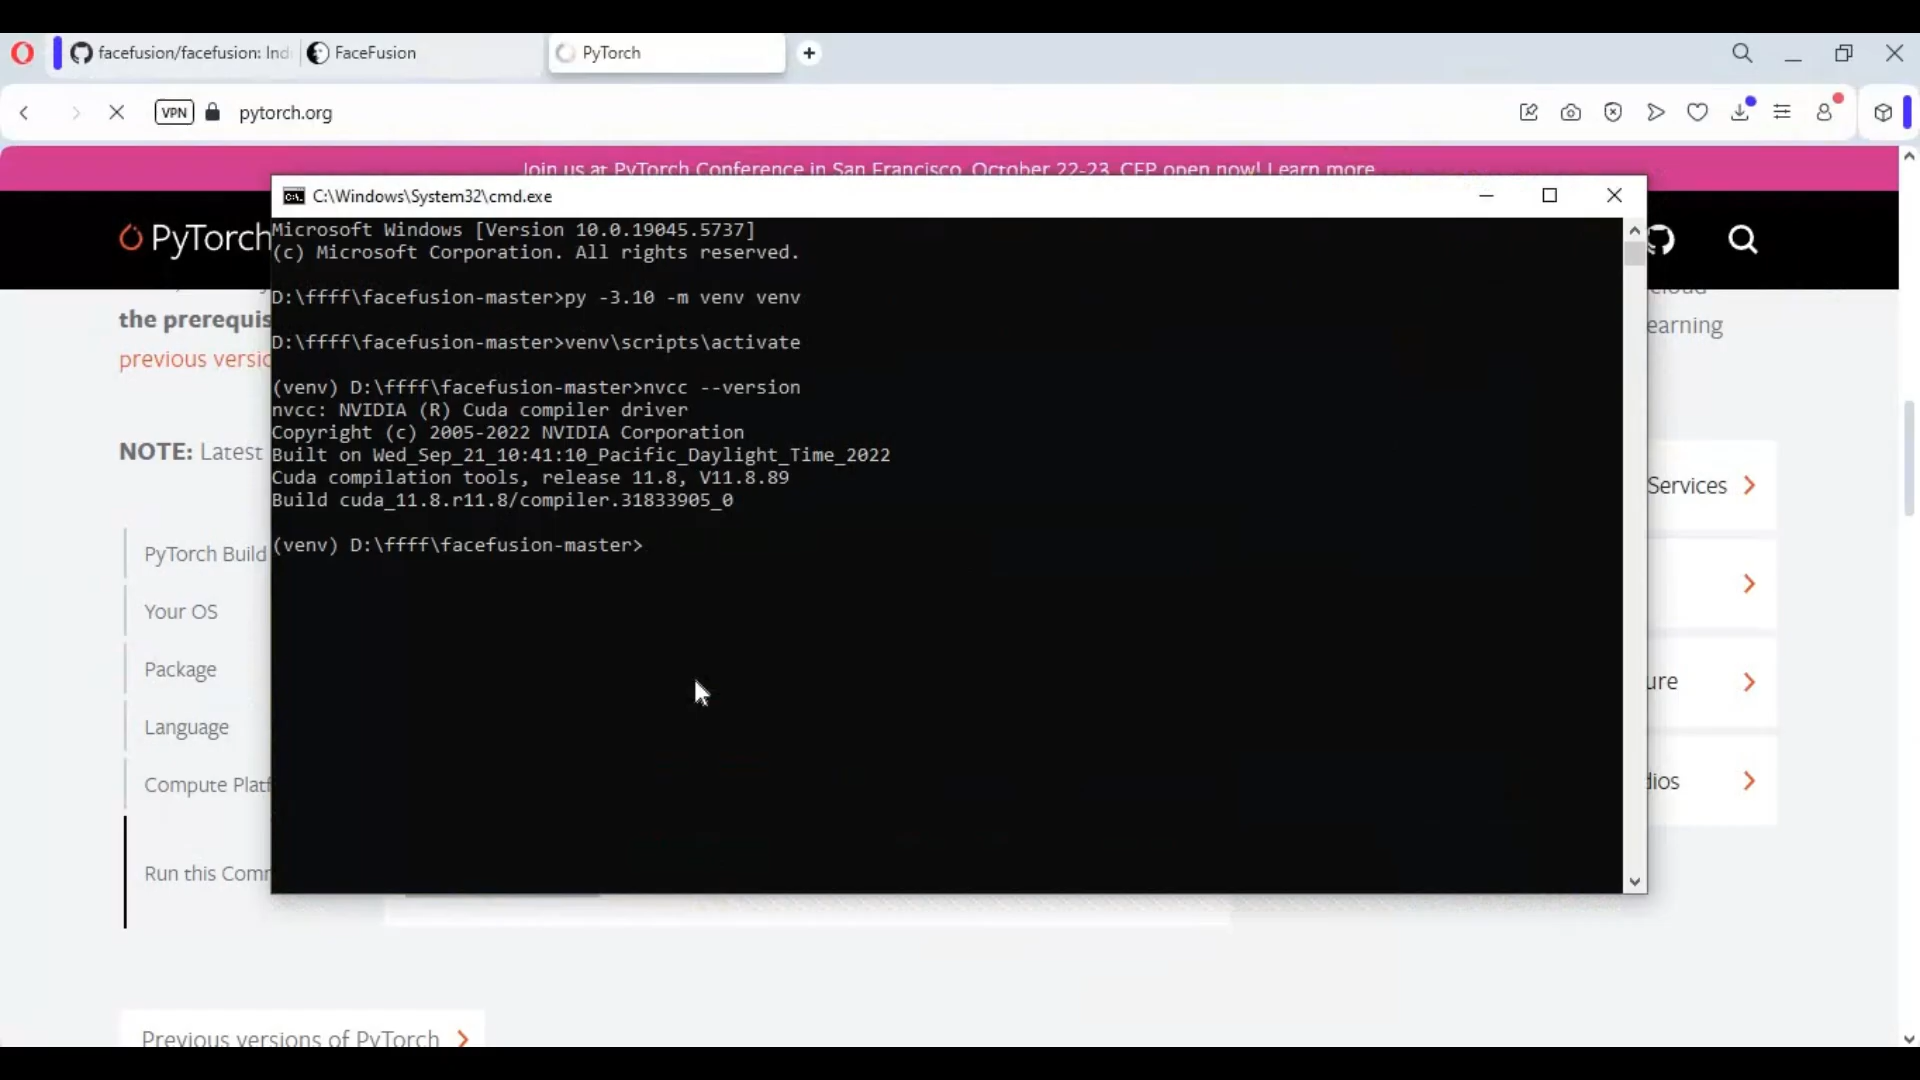 facefusion/facefusion: Ind
FaceFusion
PyTorch
VPN
pytorch.org
Join us at PyTorch Conference in San Francisco, October 22-23. CFP open now! Learn more
C:\Windows\System32\cmd.exe
PyTorch
Microsoft Windows [Version 10.0.19045.5737]
(c) Microsoft Corporation. All rights reserved.
D:\ffff\facefusion-master>py -3.10 -m venv venv
D:\ffff\facefusion-master>venv\scripts\activate
(venv) D:\ffff\facefusion-master>nvcc --version
nvcc: NVIDIA (R) Cuda compiler driver
Copyright (c) 2005-2022 NVIDIA Corporation
Built on Wed_Sep_21_10:41:10_Pacific_Daylight_Time_2022
Cuda compilation tools, release 11.8, V11.8.89
Build cuda_11.8.r11.8/compiler.31833905_0
(venv) D:\ffff\facefusion-master>
the prerequis
earning
previous versio
NOTE: Latest
Services
PyTorch Build
Your OS
Package
ure
Language
Compute Platf
dios
Run this Comm
Previous versions of PyTorch